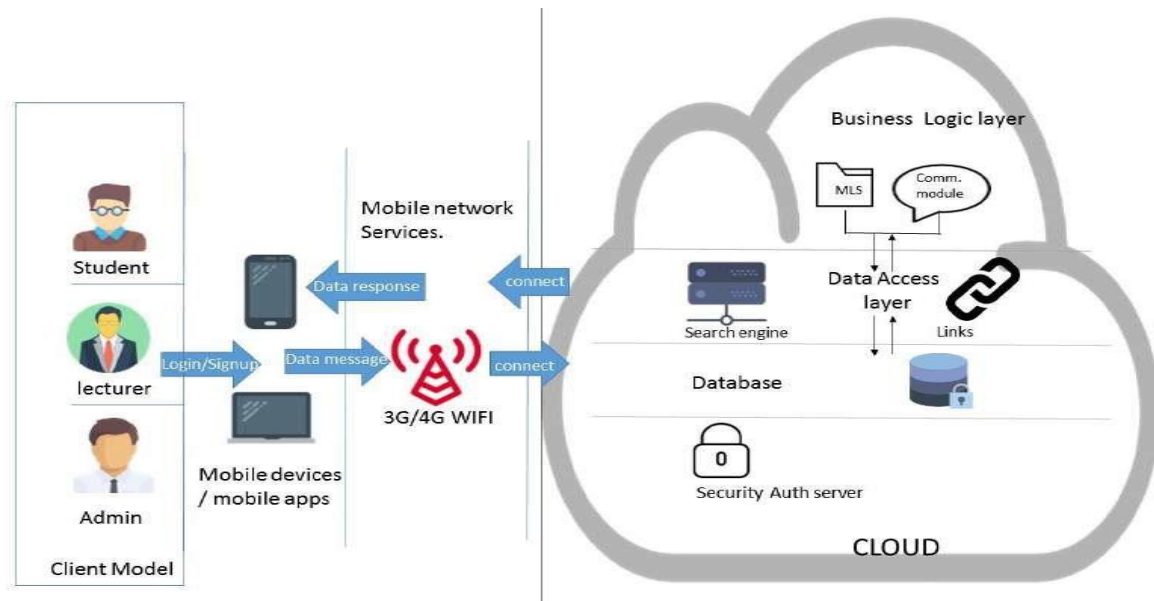 Student
lecturer
Admin
Client Model
Login/Signup
Mobile devices
/ mobile apps
Mobile network
Services.
Data response
Data message
3G/4G WIFI
connect
connect
Business Logic layer
MLS
Comm.
module
Data Access
layer
Search engine
Links
Database
0
Security Auth server
CLOUD